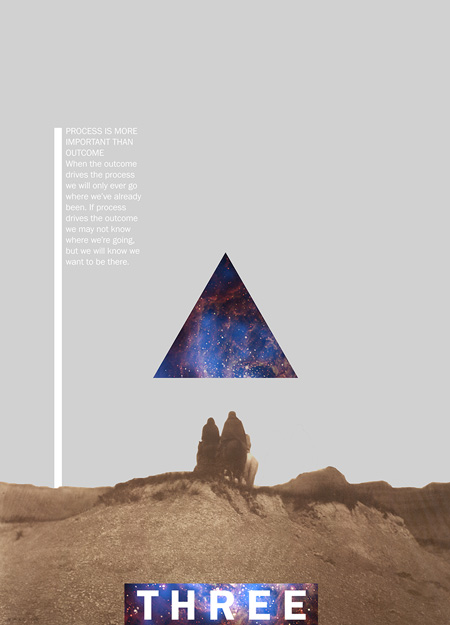 PROCESS IS MORE
IMPORTANT THAN
OUTCOME
When the outcome
drives the process
we will only ever go
where we've already
been. If process
drives the outcome
we may not know
where we're going,
but we will know we
want to be there.
THREE